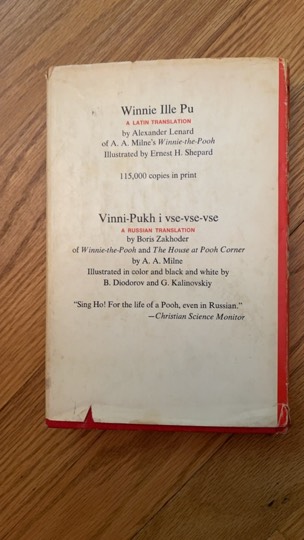 Winnie Ille Pu
A LATIN TRANSLATION
by Alexander Lenard
of A. A. Milne's Winnie-the-Pooh
Illustrated by Ernest H. Shepard
115,000 copies in print
Vinni-Pukh i vse-vse-vse
A RUSSIAN TRANSLATION
by Boris Zakhoder
of Winnie-the-Pooh and The House at Pooh Corner
by A. A. Milne
Illustrated in color and black and white by
B. Diodorov and G. Kalinovskiy
"Sing Ho! For the life of a Pooh, even in Russian."
—Christian Science Monitor